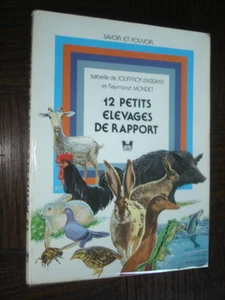 SAVOIR ET POUVOIR
Isabelle de JOUFFROY d'ABBANS
et Raymond MONDET
12 PETITS
ELEVAGES
DE RAPPORT